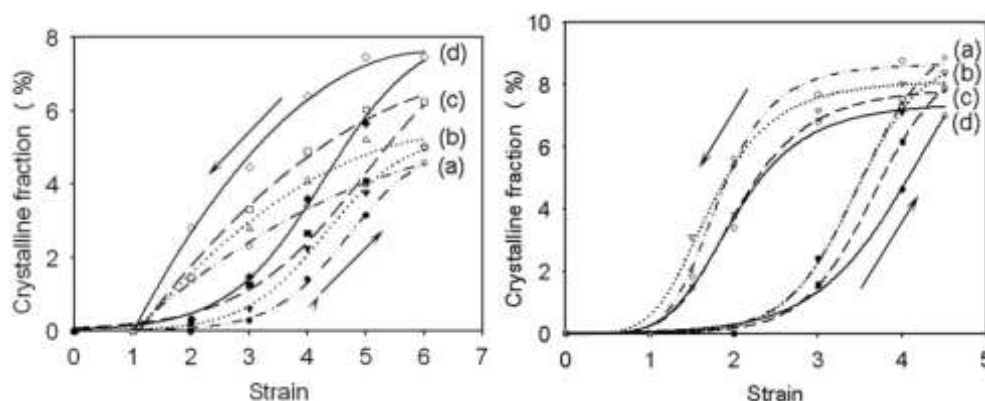 Crystalline fraction ( %)
8
6
4
2
0
0 1 2 3 4 5 6 7
Strain
(d)
(c)
(b)
(a)
Crystalline fraction ( %)
10
8
6
4
2
0
0 1 2 3 4 5
Strain
(a)
(b)
(c)
(d)